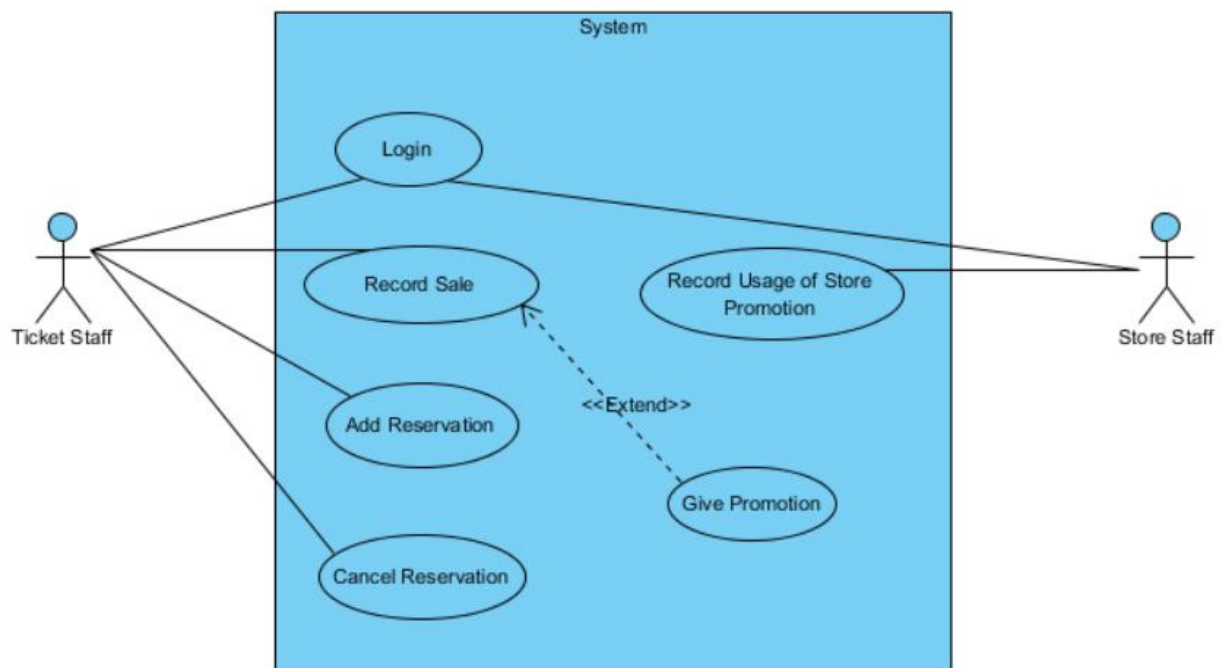 System
Login
Record Sale
Record Usage of Store
Promotion
Ticket Staff
Store Staff
<<Extend>>
Add Reservation
Give Promotion
Cancel Reservation